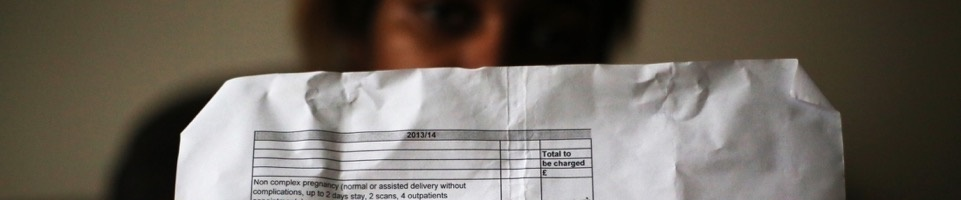 2013/14
Total to
be charged
£
Non complex pregnancy (normal or assisted delivery without
complications, up to 2 days stay, 2 scans, 4 outpatients